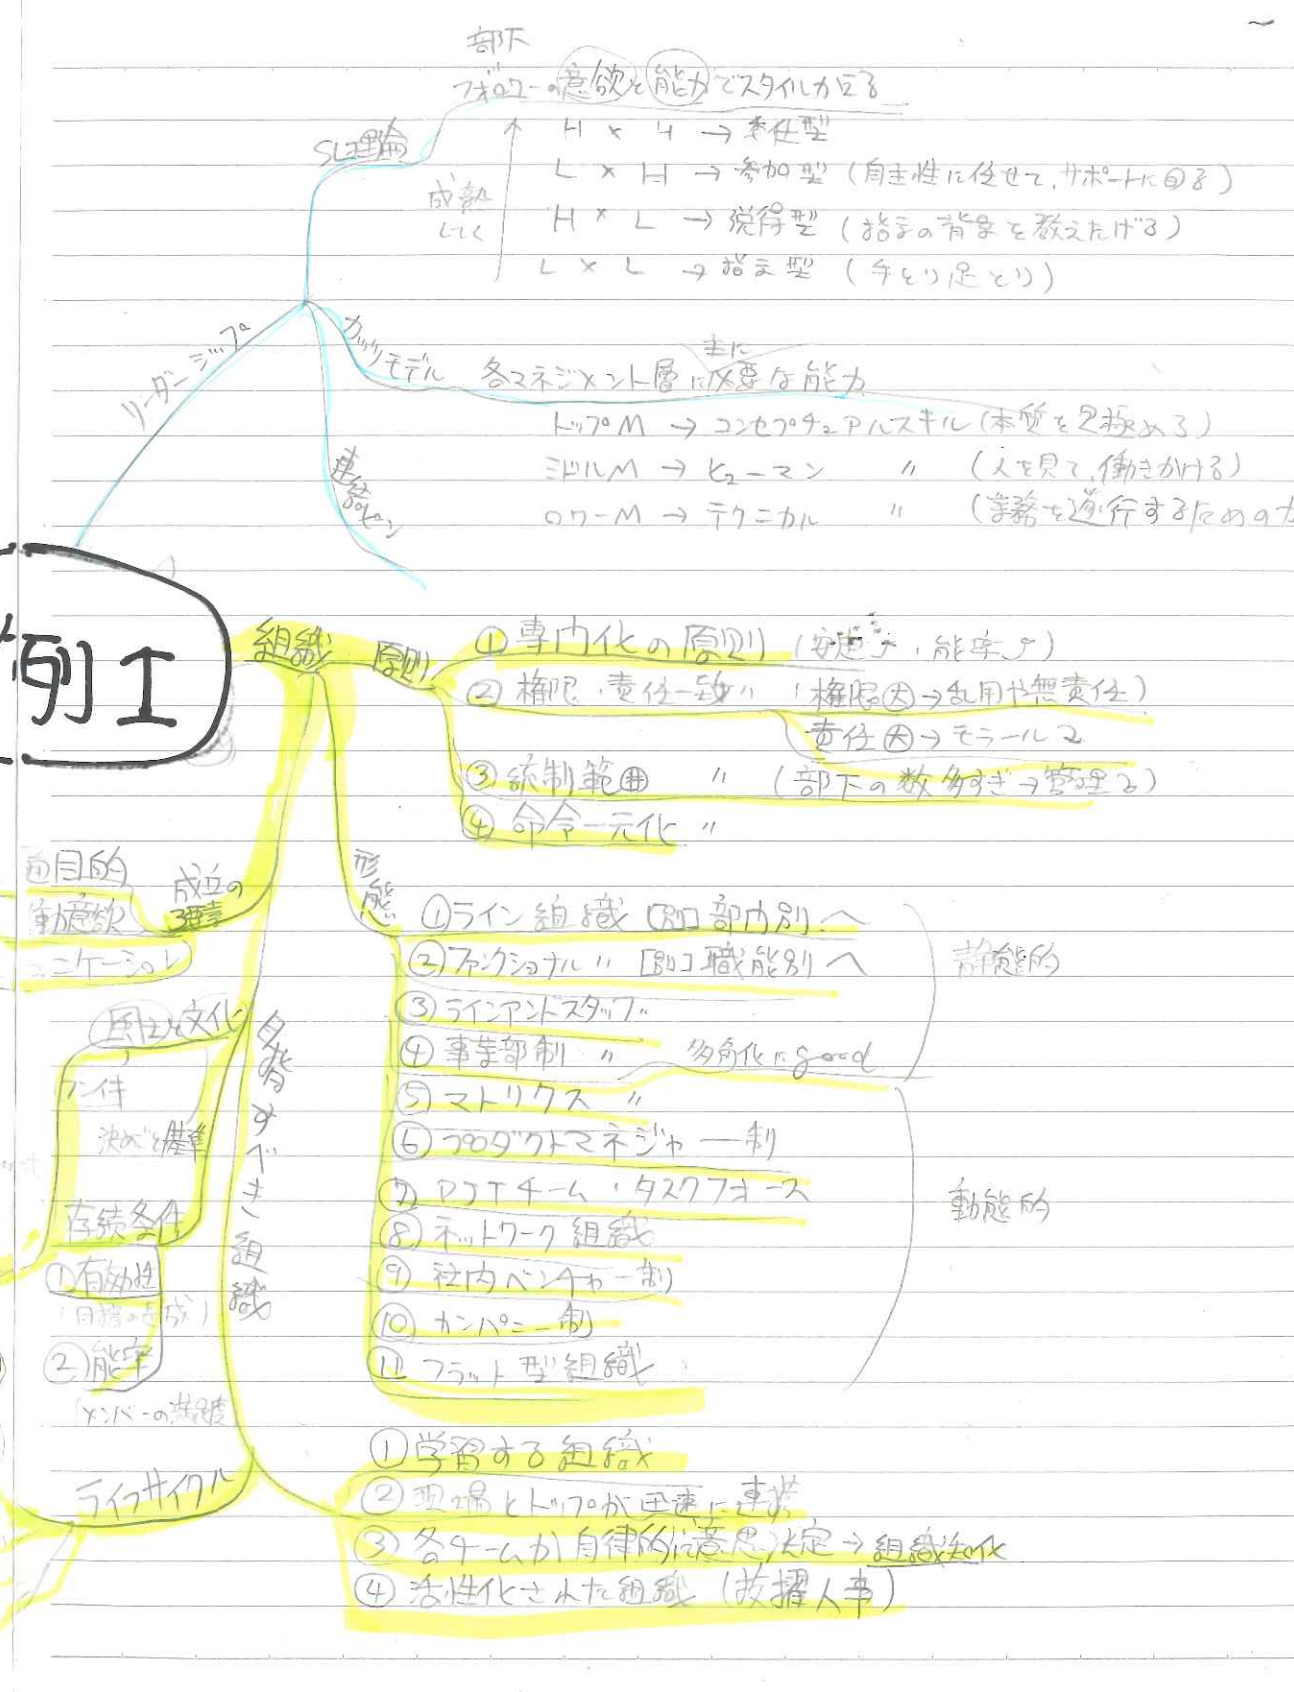 部下
フォロワーの意欲と能力でスタイル力
SL理論
H × H → 委任型
L × H → 参加型（自主性に任せて、サポートに回る）
成熟
していく
H × L → 説得型（指示の背景を教えたげる）
L × L → 指示型（手とり足とり）
リーダーシップ
カッツモデル
主に
各マネジメント層に必要な能力
トップM → コンセプチュアルスキル（本質を見極める）
ミドルM → ヒューマン 〃 （人を見て、働きかける）
ロワーM → テクニカル 〃 （業務を遂行するための力
連結ピン
例I
組織
原則
①専門化の原則（ ・能率↗）
②権限・責任一致〃（権限大→乱用や無責任）
責任大→モラール↘
③統制範囲 〃 （部下の数多すぎ→管理る）
④命令一元化 〃
通目的
動意欲
ュニケーション
成立の
3要素
形態
①ライン組織 [別]部門別へ
②ファンクショナル〃 [別]職能別へ
③ラインアンドスタッフ〃
④事業部制 〃 多角化にgood
静態的
⑤マトリクス 〃
⑥プロダクトマネジャー制
⑦PJTチーム・タスクフォース
⑧ネットワーク組織
⑨社内ベンチャー制
⑩カンパニー制
⑪フラット型組織
動態的
風土と文化
決めごと基準
存続条件
①有効性
（目標の達成）
②能率
（メンバーの満足度
ライフサイクル
目指すべき組織
①学習する組織
②現場とトップが迅速に連携
③各チームが自律的に意思決定→組織知化
④活性化された組織（抜擢人事）